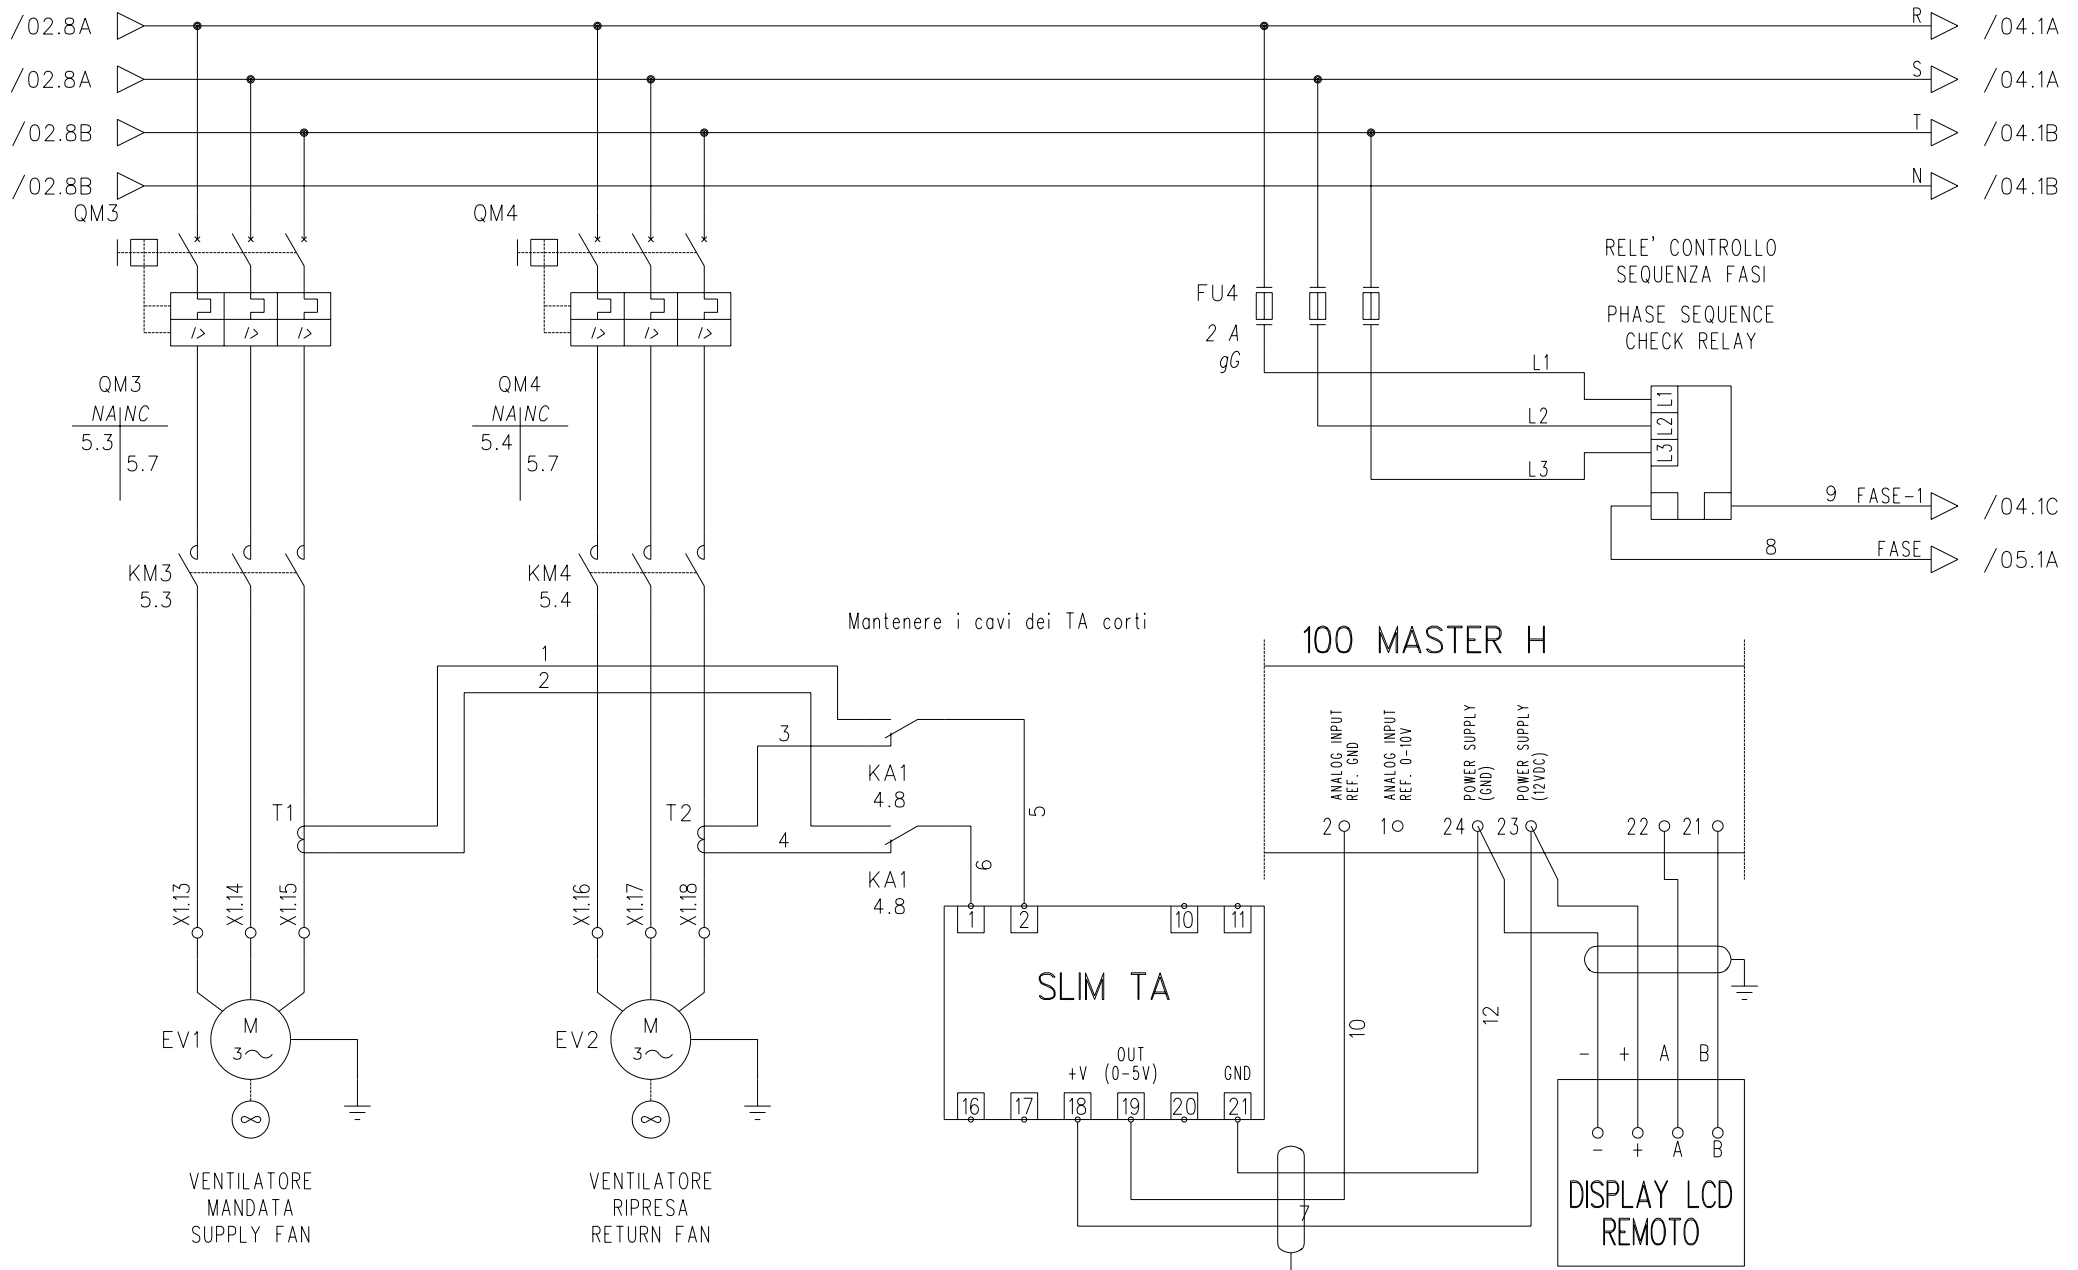 /02.8A
R
/04.1A
/02.8A
S
/04.1A
/02.8B
T
/04.1B
/02.8B
N
/04.1B
QM3
QM4
I>
I>
I>
I>
I>
I>
FU4
2 A
gG
RELE' CONTROLLO
SEQUENZA FASI
PHASE SEQUENCE
CHECK RELAY
QM3
NA NC
5.3
5.7
QM4
NA NC
5.4
5.7
L1
L2
L3
L1
L2
L3
9 FASE-1
/04.1C
8 FASE
/05.1A
KM3
5.3
KM4
5.4
Mantenere i cavi dei TA corti
1
2
3
4
KA1
4.8
KA1
4.8
5
6
T1
T2
X1.13
X1.14
X1.15
X1.16
X1.17
X1.18
100 MASTER H
ANALOG INPUT
REF. GND
ANALOG INPUT
REF. 0-10V
POWER SUPPLY
(GND)
POWER SUPPLY
(12VDC)
2
1
24
23
22
21
1
2
10
11
SLIM TA
EV1
M
3
EV2
M
3
+V
OUT
(0-5V)
GND
16
17
18
19
20
21
10
12
7
-
+
A
B
-
+
A
B
DISPLAY LCD
REMOTO
VENTILATORE
MANDATA
SUPPLY FAN
VENTILATORE
RIPRESA
RETURN FAN